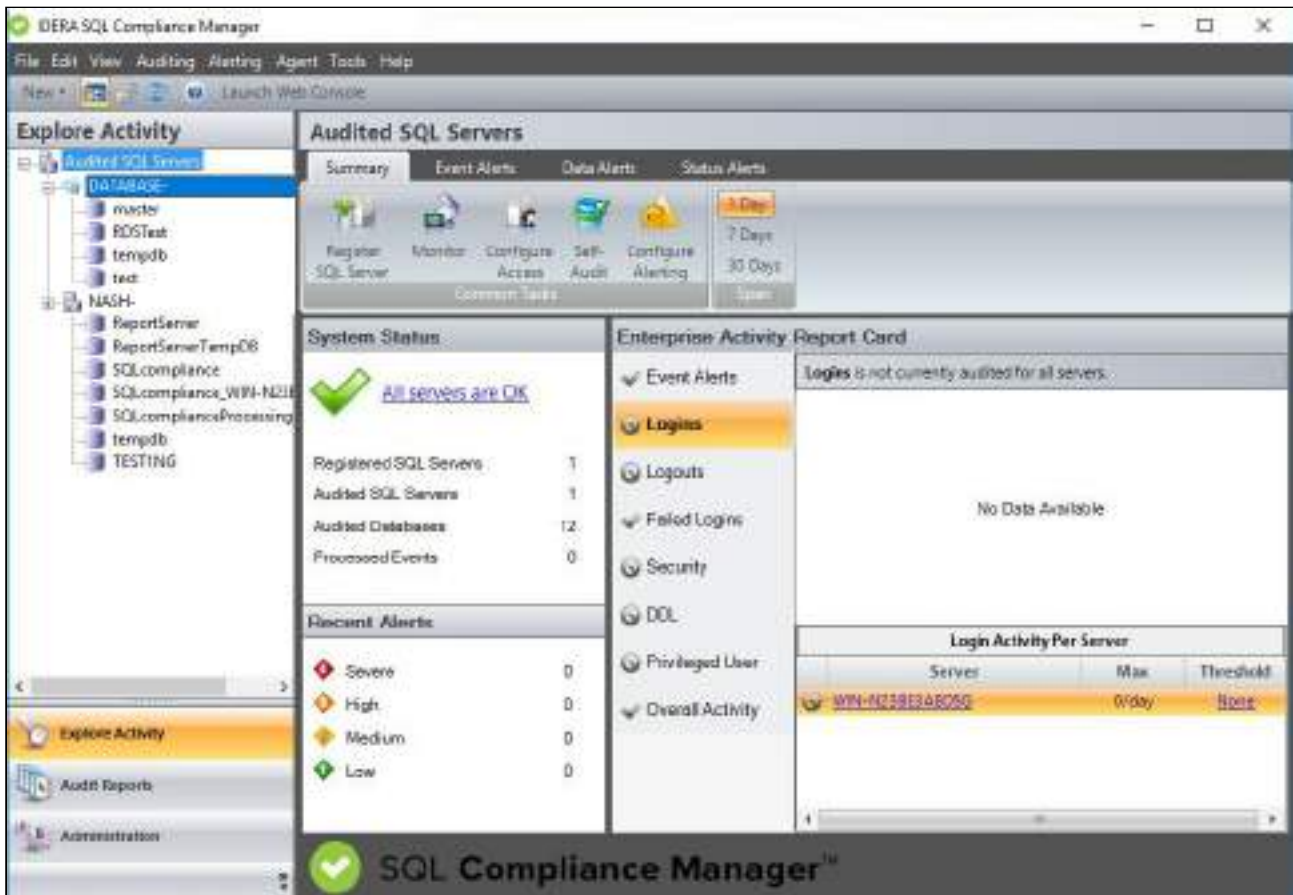 IDERA SQL Compliance Manager
File Edit View Auditing Alerting Agent Tools Help
New Launch Web Console
Explore Activity
Audited SQL Servers
DATABASE-
master
RDSTest
tempdb
test
NASH-
ReportServer
ReportServerTempDB
SQLcompliance
SQLcompliance_WIN-N23E
SQLcomplianceProcessing
tempdb
TESTING
Explore Activity
Audit Reports
Administration
Audited SQL Servers
Summary Event Alerts Data Alerts Status Alerts
Register SQL Server
Monitor
Configure Access
Self-Audit
Configure Alerting
Common Tasks
1 Day
7 Days
30 Days
Span
System Status
All servers are OK
Registered SQL Servers 1
Audited SQL Servers 1
Audited Databases 12
Processed Events 0
Recent Alerts
Severe 0
High 0
Medium 0
Low 0
Enterprise Activity Report Card
Event Alerts
Logins
Logouts
Failed Logins
Security
DDL
Privileged User
Overall Activity
Logins is not currently audited for all servers.
No Data Available
Login Activity Per Server
Server Max Threshold
0/day None
SQL Compliance Manager™